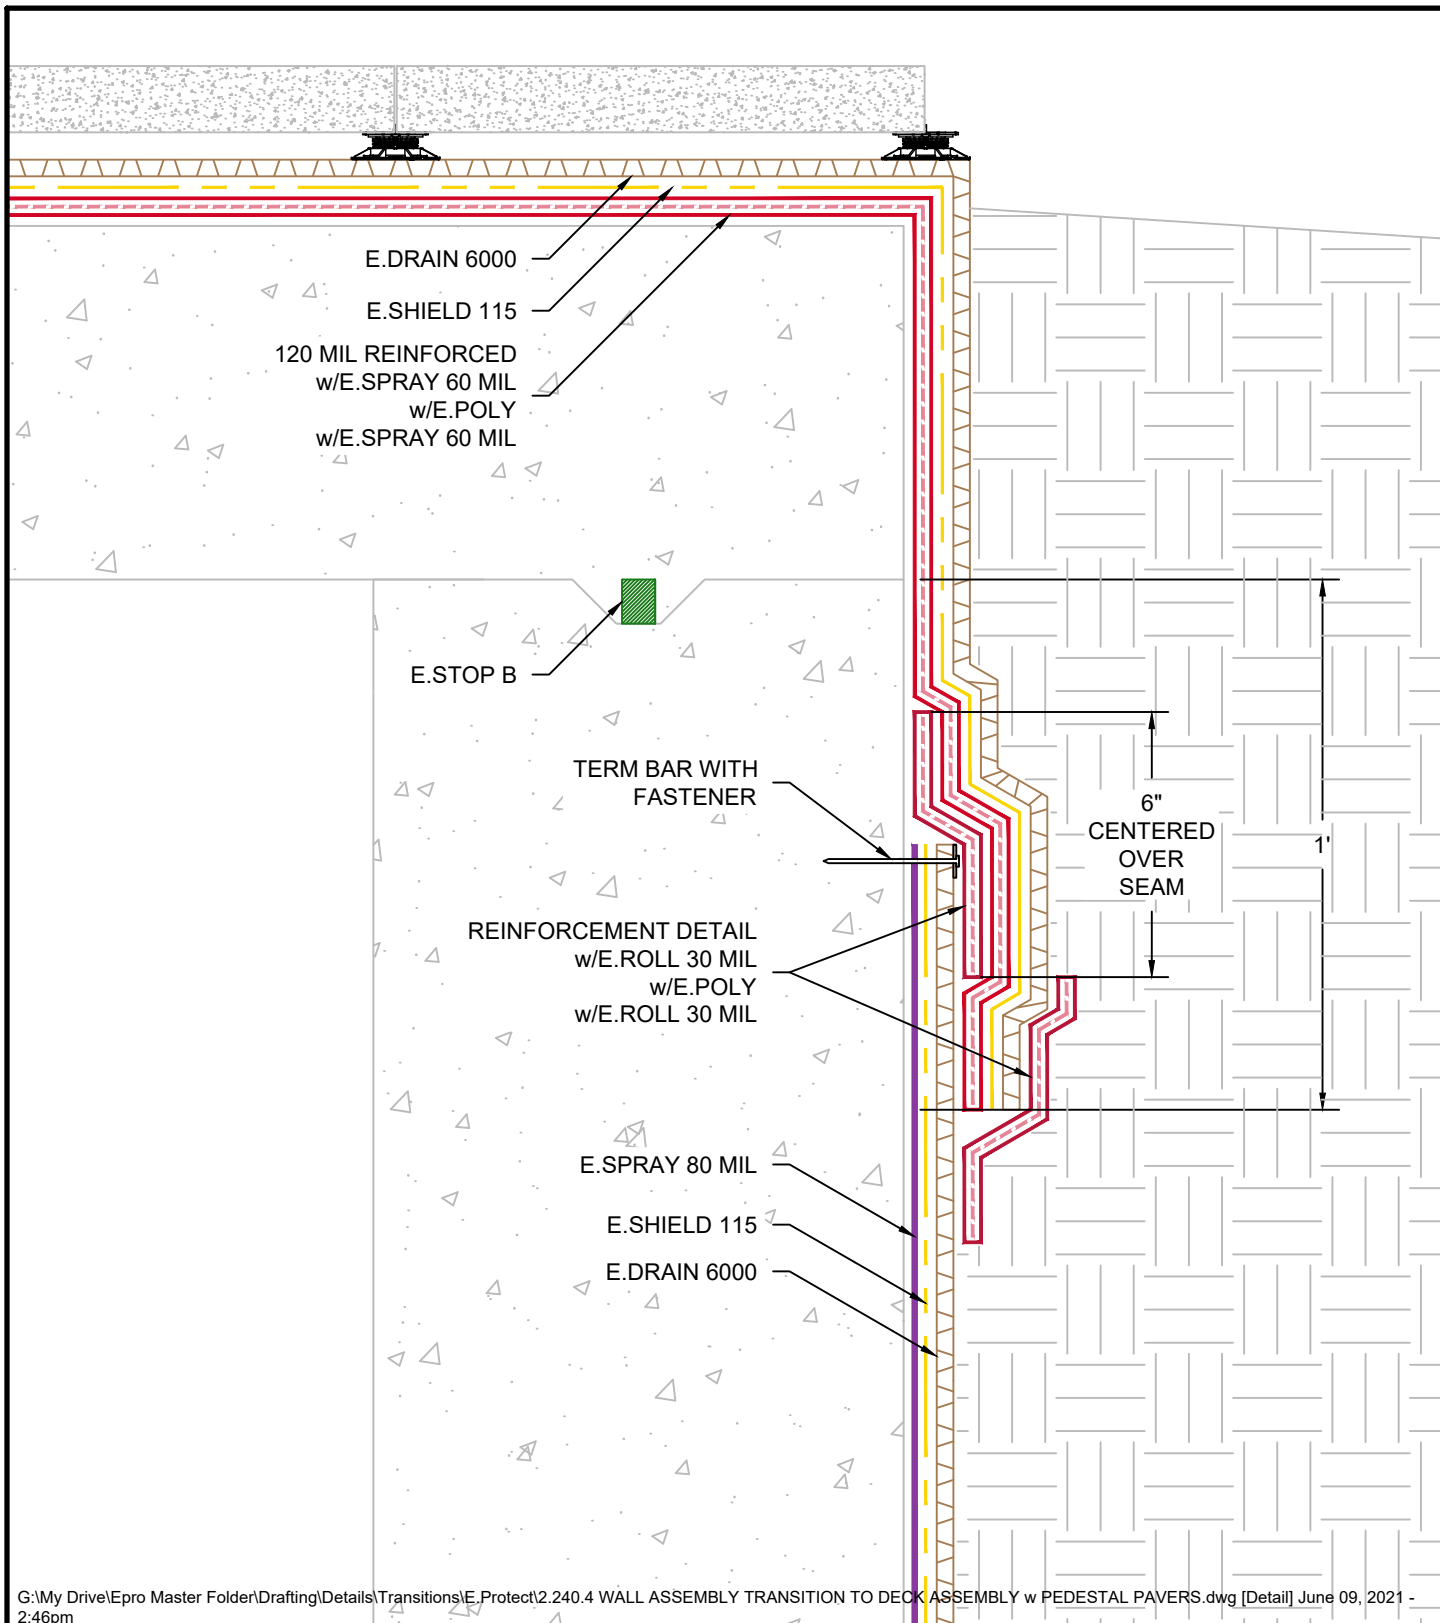 E.DRAIN 6000
E.SHIELD 115
120 MIL REINFORCED
w/E.SPRAY 60 MIL
w/E.POLY
w/E.SPRAY 60 MIL
E.STOP B
TERM BAR WITH
FASTENER
6"
CENTERED
OVER
SEAM
1'
REINFORCEMENT DETAIL
w/E.ROLL 30 MIL
w/E.POLY
w/E.ROLL 30 MIL
E.SPRAY 80 MIL
E.SHIELD 115
E.DRAIN 6000
G:\My Drive\Epro Master Folder\Drafting\Details\Transitions\E.Protect\2.240.4 WALL ASSEMBLY TRANSITION TO DECK ASSEMBLY w PEDESTAL PAVERS.dwg [Detail] June 09, 2021 -
2:46pm